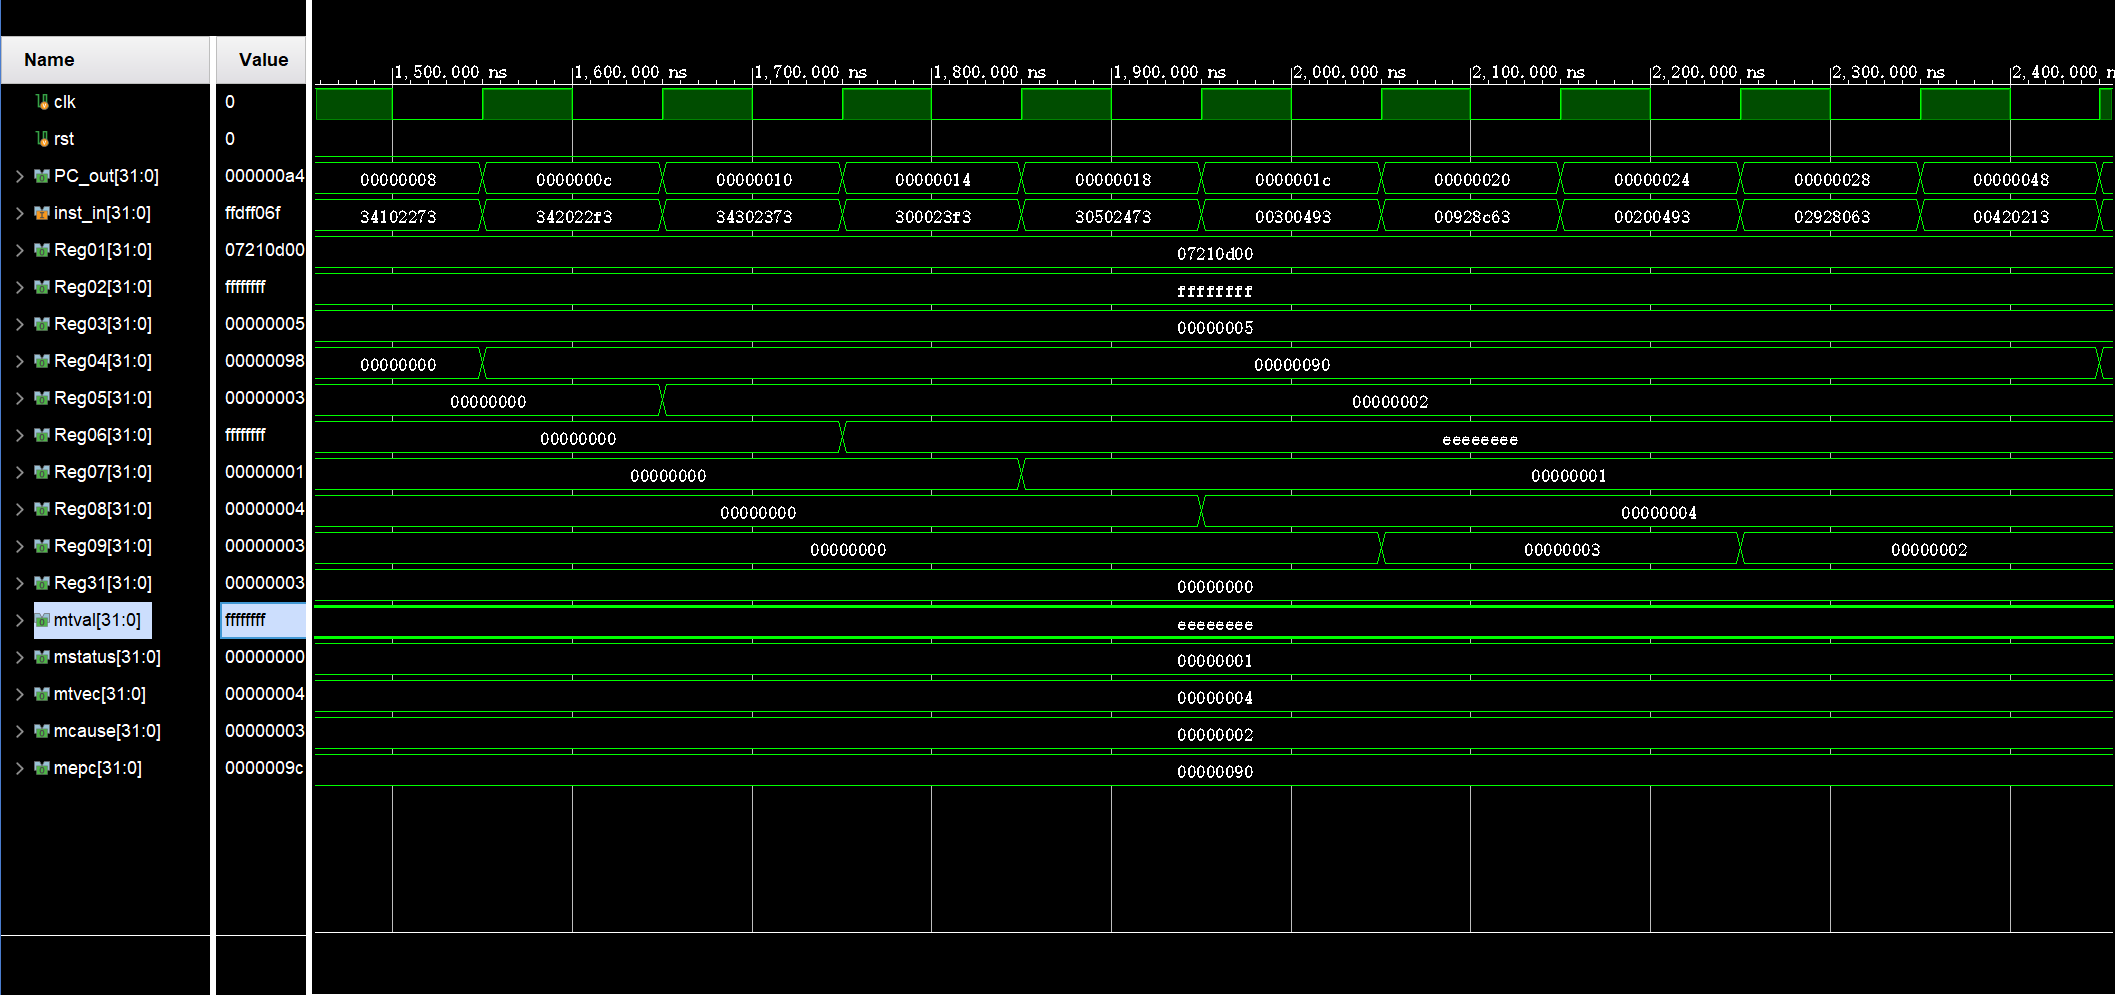 Name Value
1,500.000 ns 1,600.000 ns 1,700.000 ns 1,800.000 ns 1,900.000 ns 2,000.000 ns 2,100.000 ns 2,200.000 ns 2,300.000 ns 2,400.000 n
clk 0
rst 0
PC_out[31:0] 000000a4 00000008 0000000c 00000010 00000014 00000018 0000001c 00000020 00000024 00000028 00000048
inst_in[31:0] ffdff06f 34102273 342022f3 34302373 300023f3 30502473 00300493 00928c63 00200493 02928063 00420213
Reg01[31:0] 07210d00 07210d00
Reg02[31:0] ffffffff ffffffff
Reg03[31:0] 00000005 00000005
Reg04[31:0] 00000098 00000000 00000090
Reg05[31:0] 00000003 00000000 00000002
Reg06[31:0] ffffffff 00000000 eeeeeeee
Reg07[31:0] 00000001 00000000 00000001
Reg08[31:0] 00000004 00000000 00000004
Reg09[31:0] 00000003 00000000 00000003 00000002
Reg31[31:0] 00000003 00000000
mtval[31:0] ffffffff eeeeeeee
mstatus[31:0] 00000000 00000001
mtvec[31:0] 00000004 00000004
mcause[31:0] 00000003 00000002
mepc[31:0] 0000009c 00000090